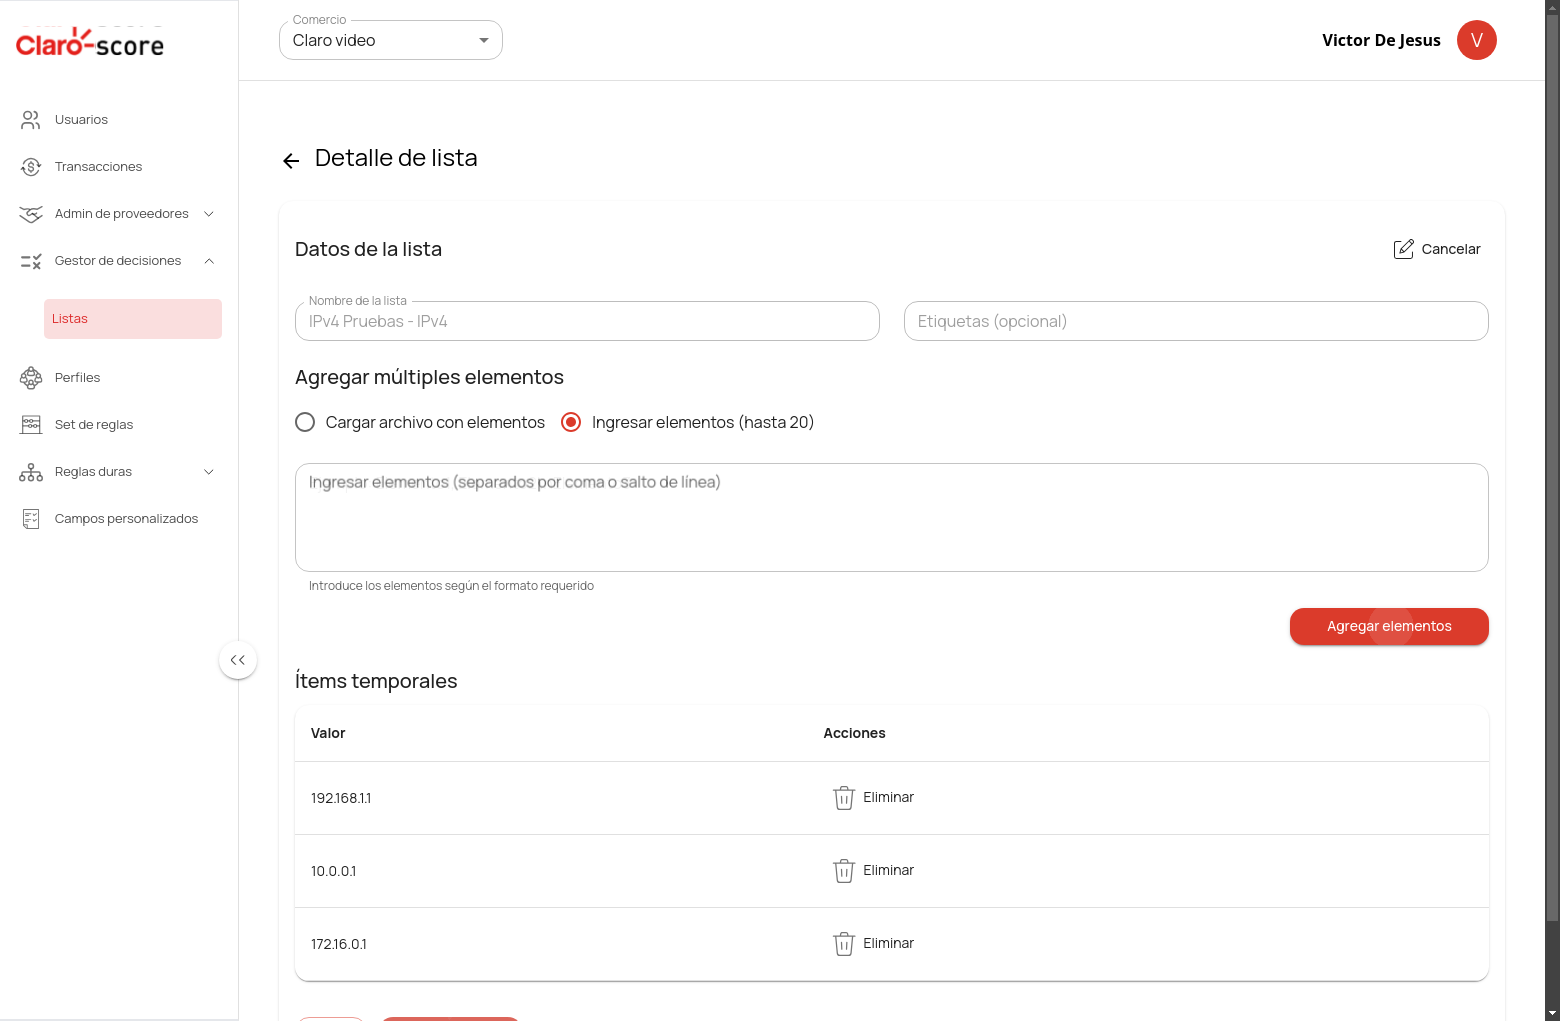 Claro-score
Comercio
Claro video
Victor De Jesus
V
Usuarios
Transacciones
Admin de proveedores
Gestor de decisiones
Listas
Perfiles
Set de reglas
Reglas duras
Campos personalizados
Detalle de lista
Datos de la lista
Cancelar
Nombre de la lista
IPv4 Pruebas - IPv4
Etiquetas (opcional)
Agregar múltiples elementos
Cargar archivo con elementos
Ingresar elementos (hasta 20)
Ingresar elementos (separados por coma o salto de línea)
Introduce los elementos según el formato requerido
Agregar elementos
Ítems temporales
Valor
Acciones
192.168.1.1
Eliminar
10.0.0.1
Eliminar
172.16.0.1
Eliminar